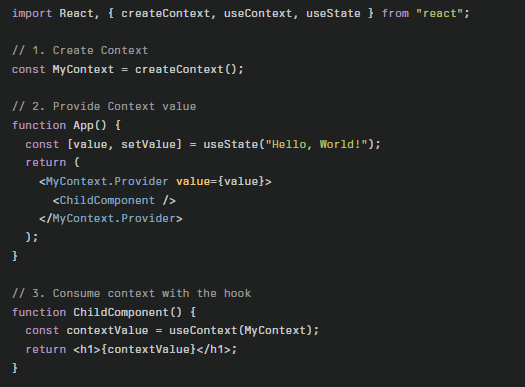 import React, { createContext, useContext, useState } from "react";
// 1. Create Context
const MyContext = createContext();
// 2. Provide Context value
function App() {
const [value, setValue] = useState("Hello, World!");
return (
<MyContext.Provider value={value}>
<ChildComponent />
</MyContext.Provider>
);
}
// 3. Consume context with the hook
function ChildComponent() {
const contextValue = useContext(MyContext);
return <h1>{contextValue}</h1>;
}